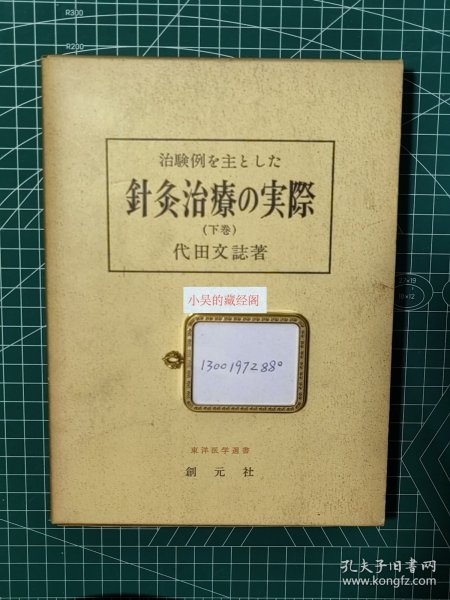 R300
R200
治験例を主とした
針灸治療の実際
(下巻)
代田文誌著
小吴的藏经阁
1300197288°
東洋医学選書
創元社
孔夫子旧书网
www.kongfz.com